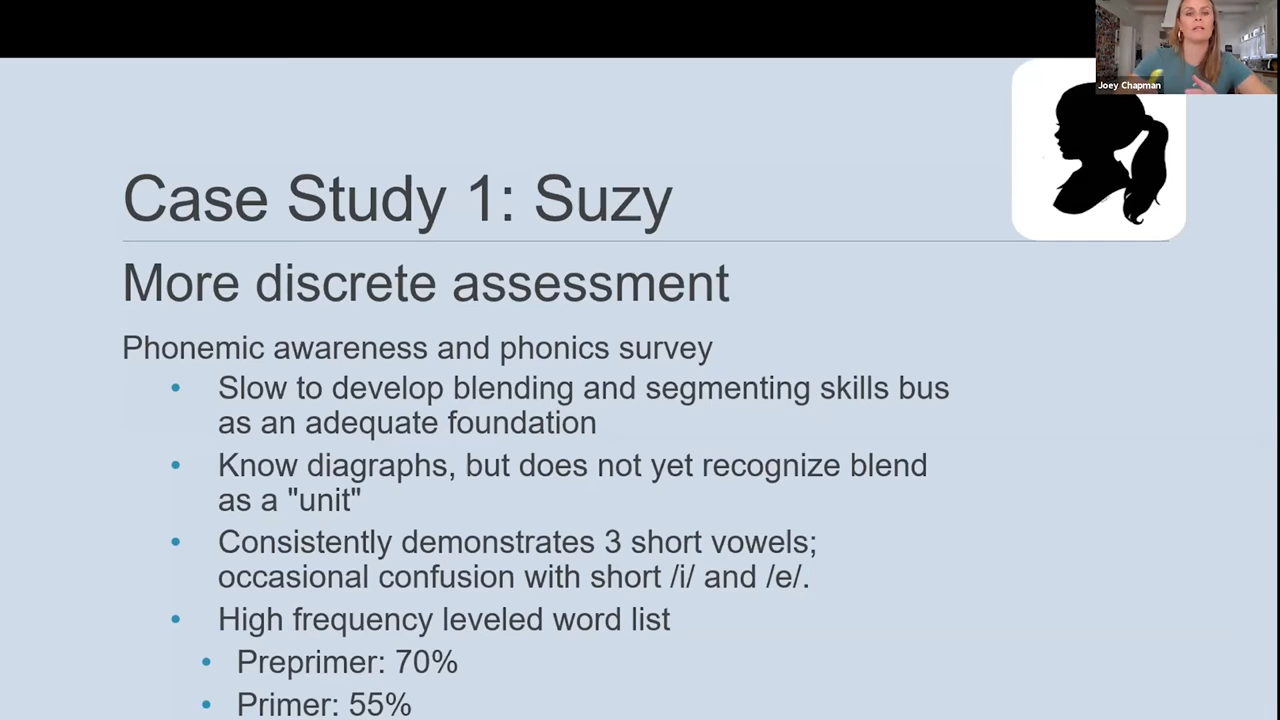 Joey Chapman
Case Study 1: Suzy
More discrete assessment
Phonemic awareness and phonics survey
• Slow to develop blending and segmenting skills bus
as an adequate foundation
• Know diagraphs, but does not yet recognize blend
as a "unit"
• Consistently demonstrates 3 short vowels;
occasional confusion with short /i/ and /e/.
• High frequency leveled word list
• Preprimer: 70%
• Primer: 55%